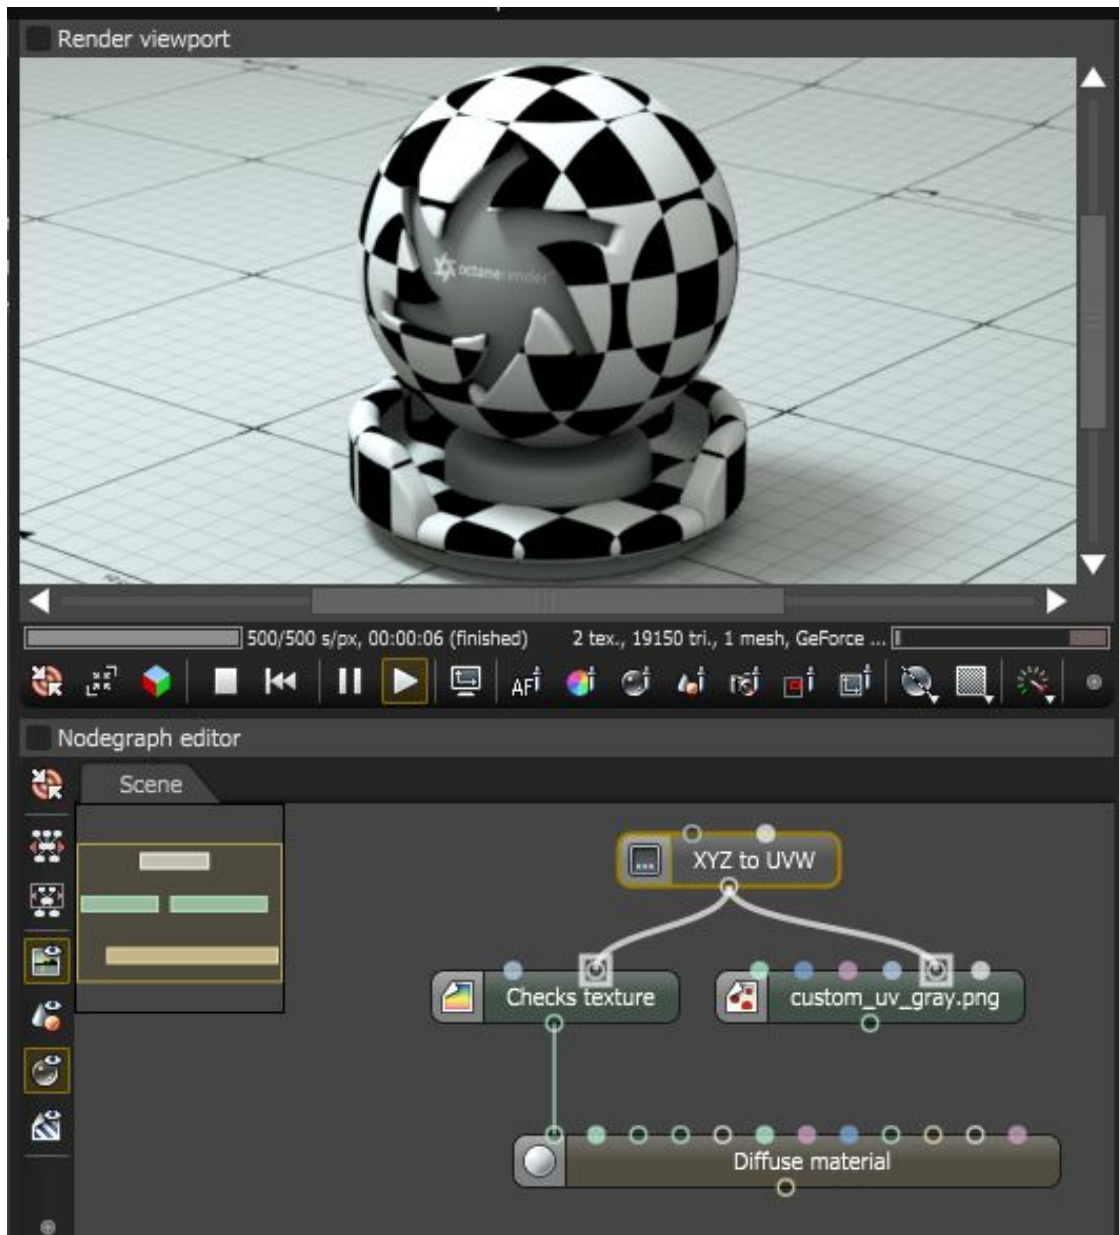 Render viewport
octanerender
500/500 s/px, 00:00:06 (finished)
2 tex., 19150 tri., 1 mesh, GeForce ...
AFi
Nodegraph editor
Scene
XYZ to UVW
Checks texture
custom_uv_gray.png
Diffuse material